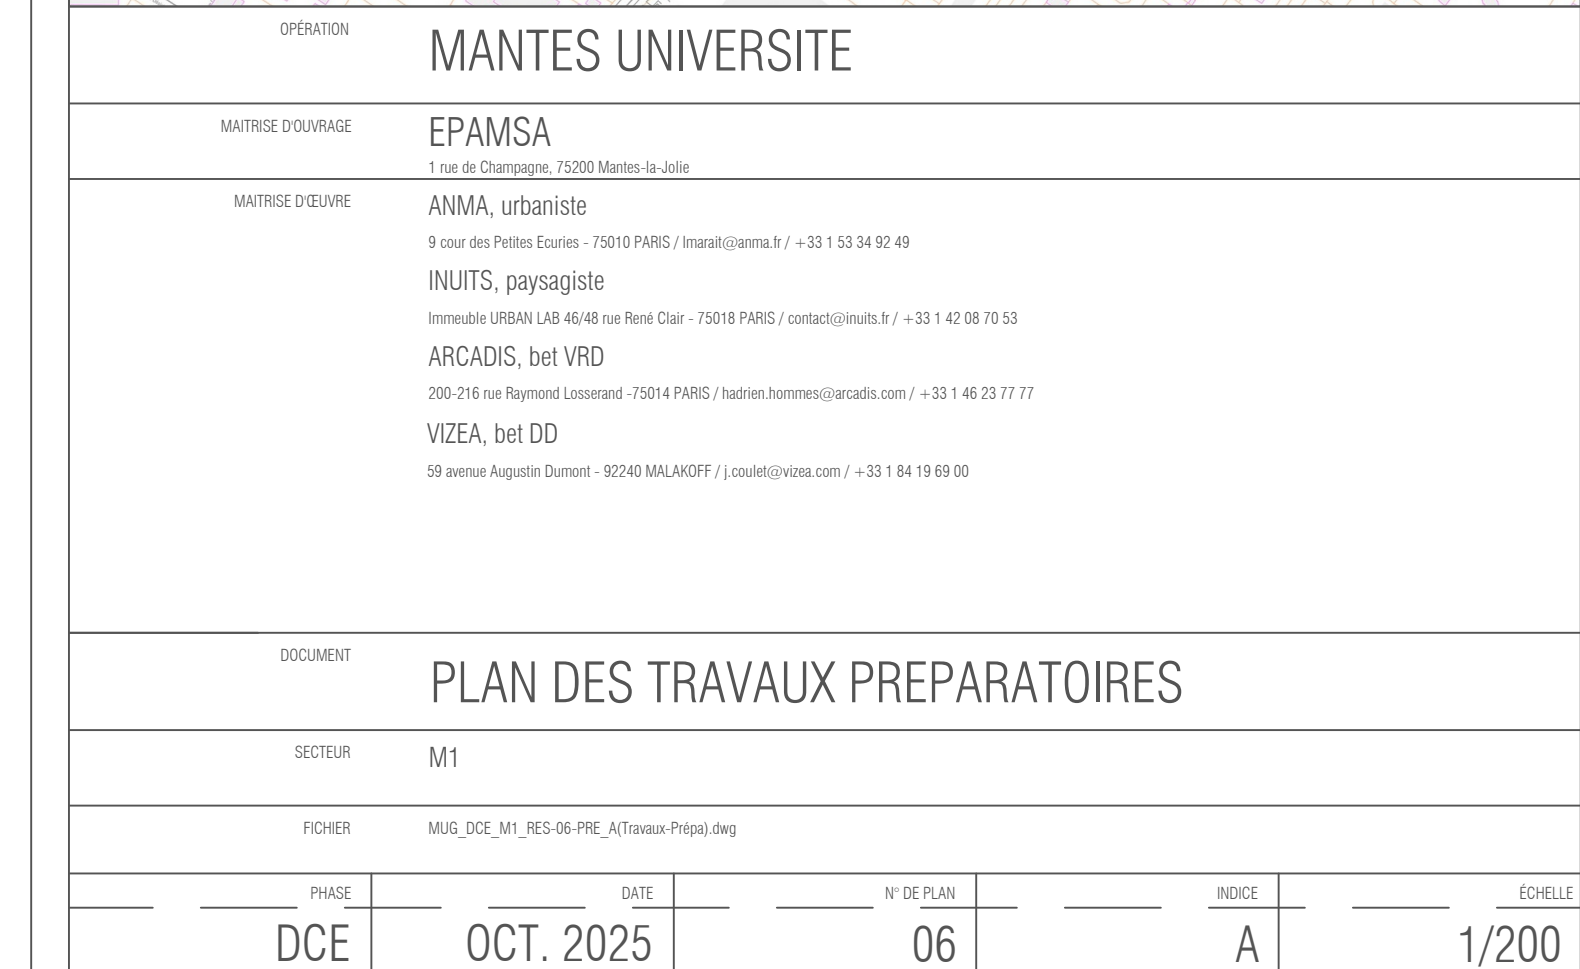 OPÉRATION
MANTES UNIVERSITE
MAITRISE D'OUVRAGE
EPAMSA
1 rue de Champagne, 75200 Mantes-la-Jolie
MAITRISE D'ŒUVRE
ANMA, urbaniste
9 cour des Petites Ecuries - 75010 PARIS / lmarait@anma.fr / +33 1 53 34 92 49
INUITS, paysagiste
Immeuble URBAN LAB 46/48 rue René Clair - 75018 PARIS / contact@inuits.fr / +33 1 42 08 70 53
ARCADIS, bet VRD
200-216 rue Raymond Losserand -75014 PARIS / hadrien.hommes@arcadis.com / +33 1 46 23 77 77
VIZEA, bet DD
59 avenue Augustin Dumont - 92240 MALAKOFF / j.coulet@vizea.com / +33 1 84 19 69 00
DOCUMENT
PLAN DES TRAVAUX PREPARATOIRES
SECTEUR
M1
FICHIER
MUG_DCE_M1_RES-06-PRE_A(Travaux-Prépa).dwg
PHASE
DCE
DATE
OCT. 2025
N° DE PLAN
06
INDICE
A
ÉCHELLE
1/200